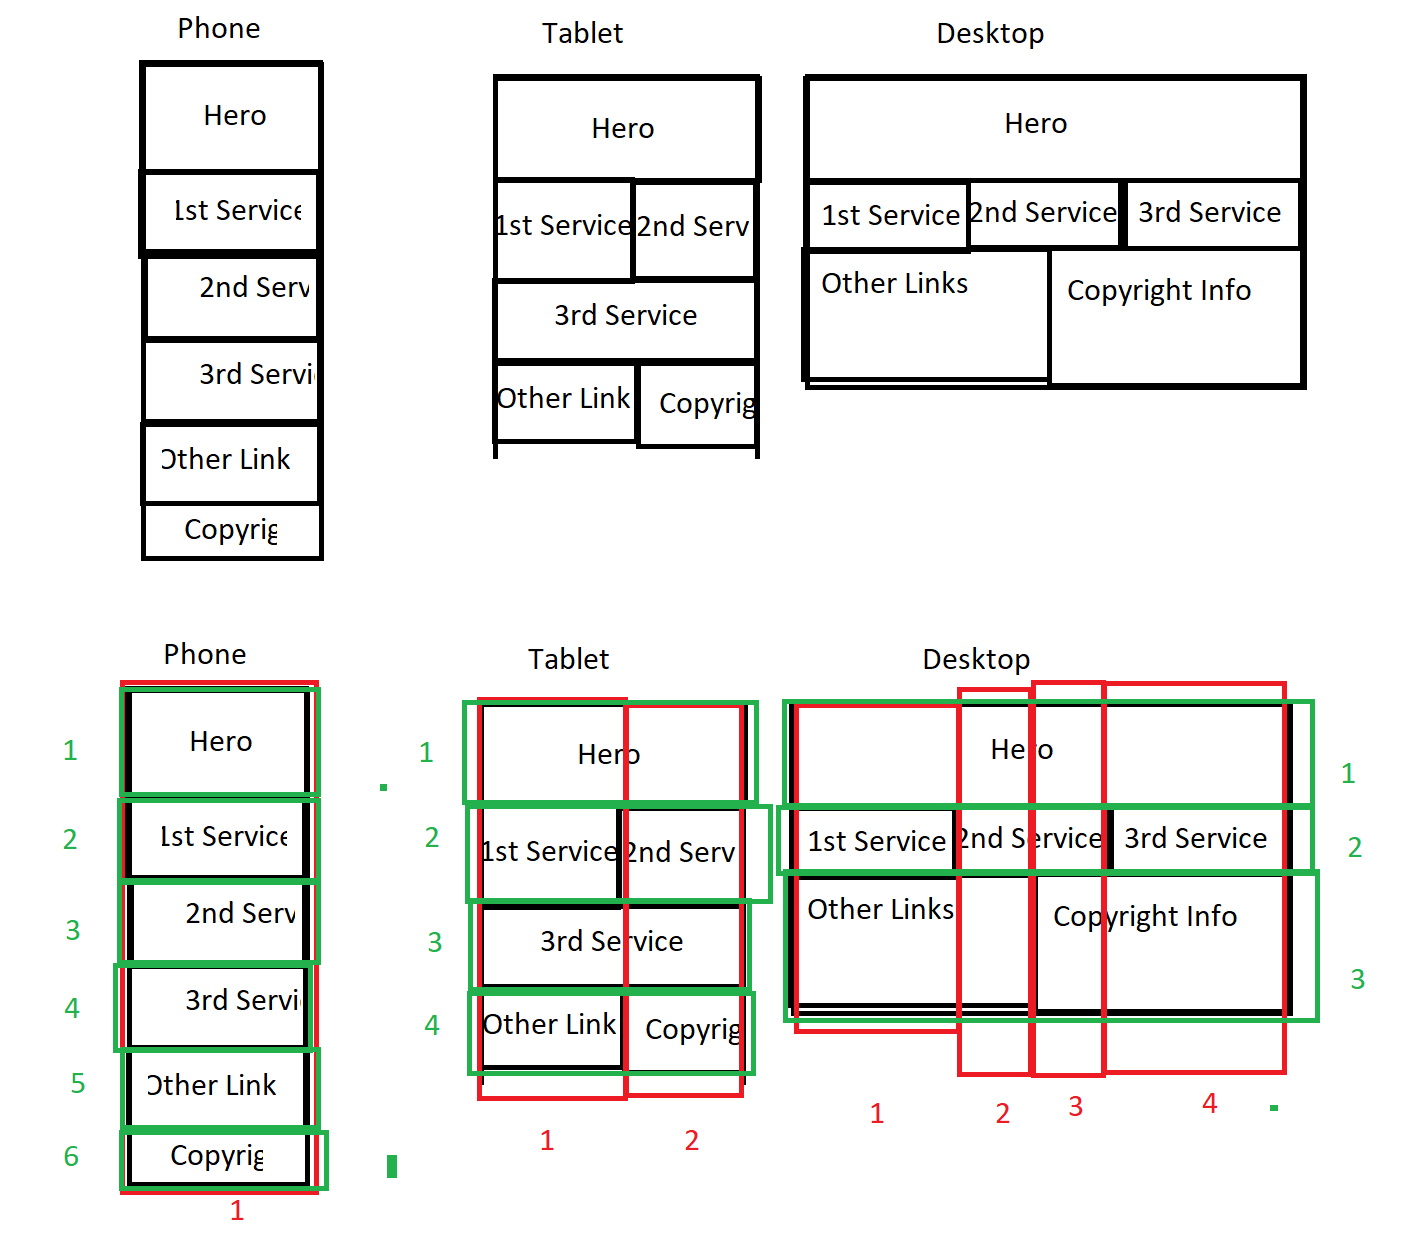 Phone
Hero
1st Service
2nd Serv
3rd Servi
Other Link
Copyrig
Tablet
Hero
1st Service
2nd Serv
3rd Service
Other Link
Copyrig
Desktop
Hero
1st Service
2nd Service
3rd Service
Other Links
Copyright Info
Phone
1
Hero
2
1st Service
3
2nd Serv
4
3rd Servi
5
Other Link
6
Copyrig
1
Tablet
1
Hero
2
1st Service
2nd Serv
3
3rd Service
4
Other Link
Copyrig
1
2
Desktop
Hero
1
1st Service
2nd Service
3rd Service
2
Other Links
Copyright Info
3
1
2
3
4